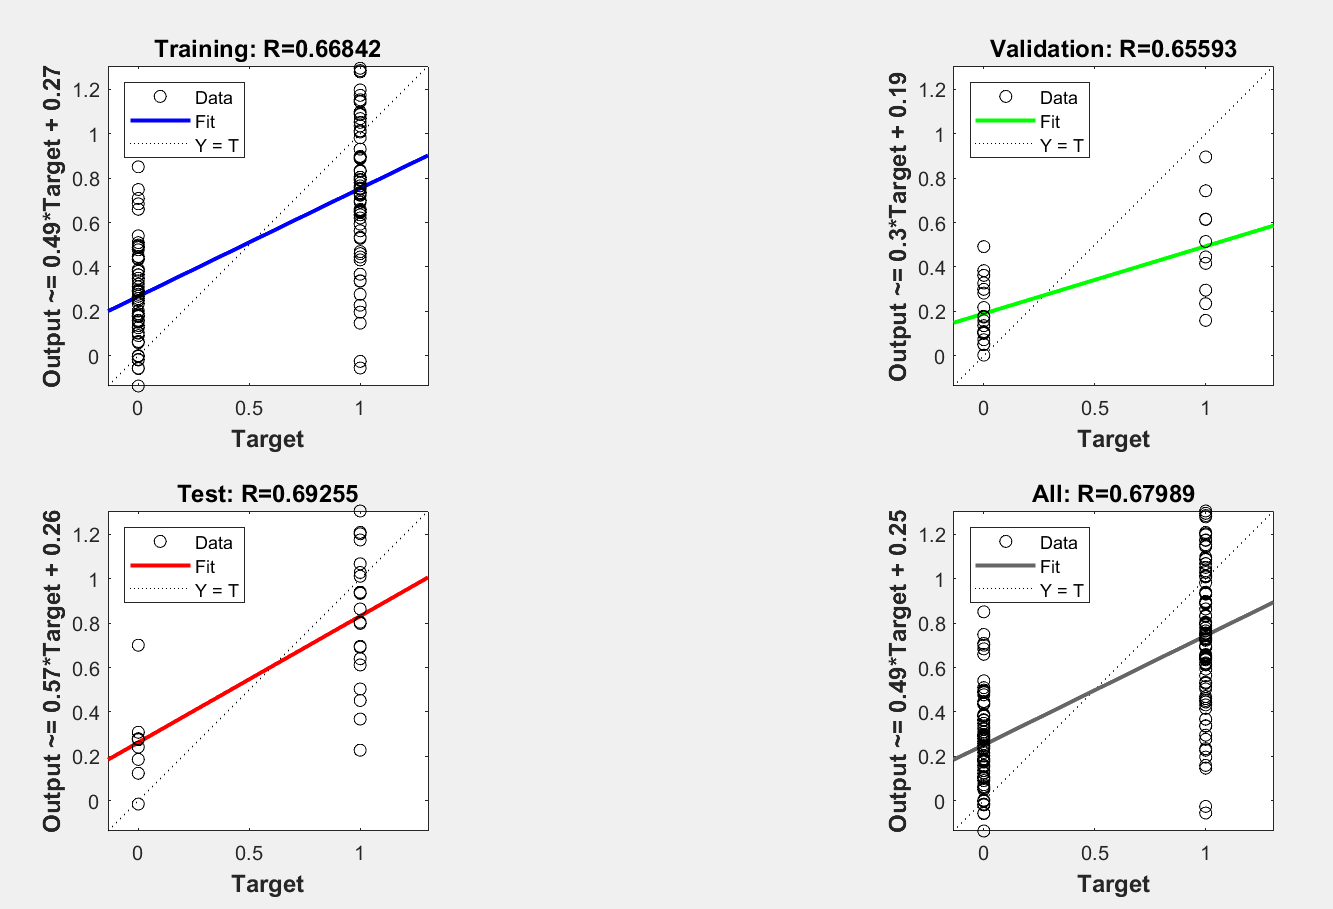 Training: R=0.66842
Output ~= 0.49*Target + 0.27
1.2
1
0.8
0.6
0.4
0.2
0
Data
Fit
Y = T
0
0.5
1
Target
Validation: R=0.65593
Output ~= 0.3*Target + 0.19
1.2
1
0.8
0.6
0.4
0.2
0
Data
Fit
Y = T
0
0.5
1
Target
Test: R=0.69255
Output ~= 0.57*Target + 0.26
1.2
1
0.8
0.6
0.4
0.2
0
Data
Fit
Y = T
0
0.5
1
Target
All: R=0.67989
Output ~= 0.49*Target + 0.25
1.2
1
0.8
0.6
0.4
0.2
0
Data
Fit
Y = T
0
0.5
1
Target